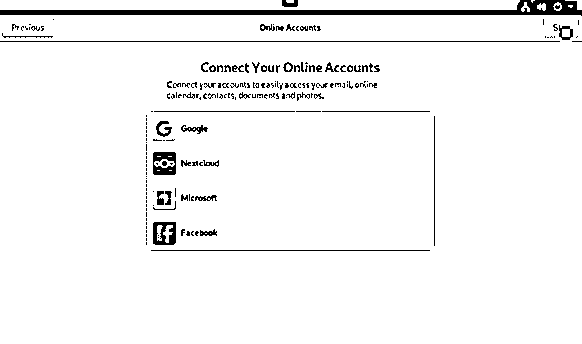 Previous
Online Accounts
Connect Your Online Accounts
Connect your accounts to easily access your email, online
calendar, contacts, documents and photos.
Google
Nextcloud
Microsoft
Facebook